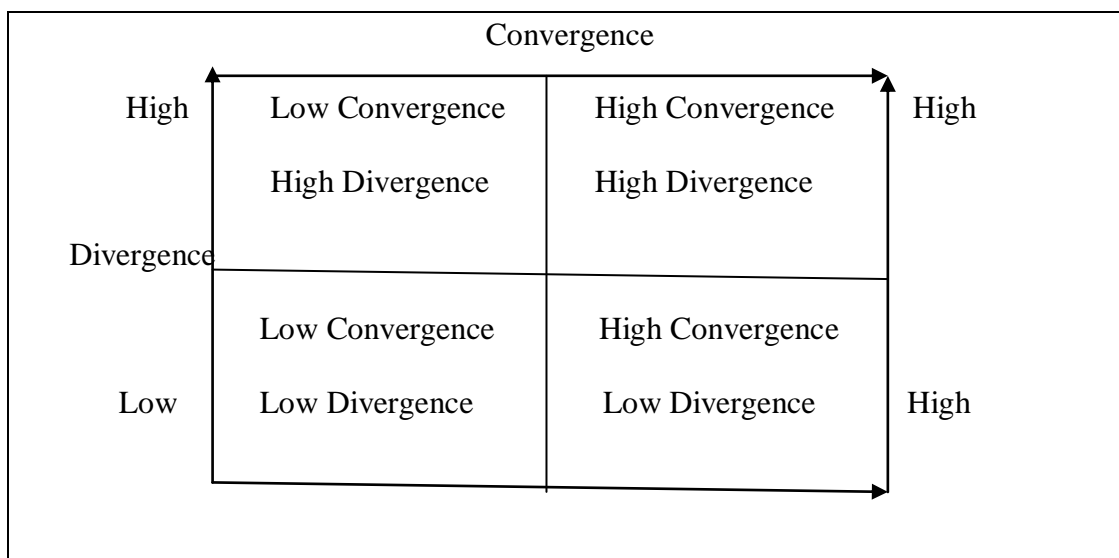 Convergence
High Low Convergence High Convergence High
High Divergence High Divergence
Divergence
Low Convergence High Convergence
Low Low Divergence Low Divergence High